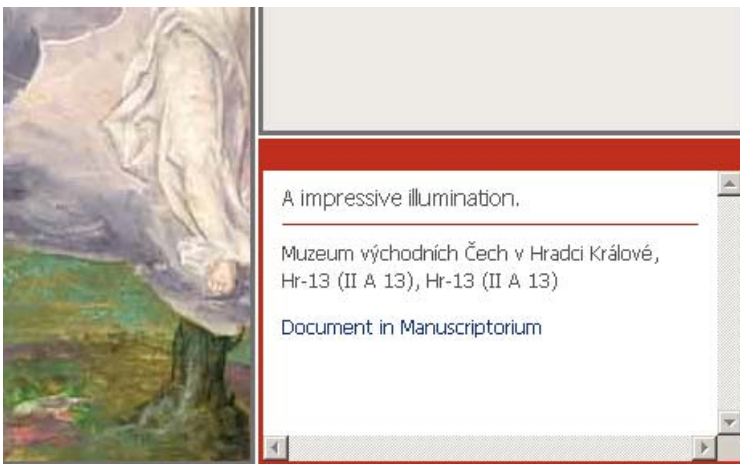 A impressive illumination.
Muzeum východních Čech v Hradci Králové,
Hr-13 (II A 13), Hr-13 (II A 13)
Document in Manuscriptorium